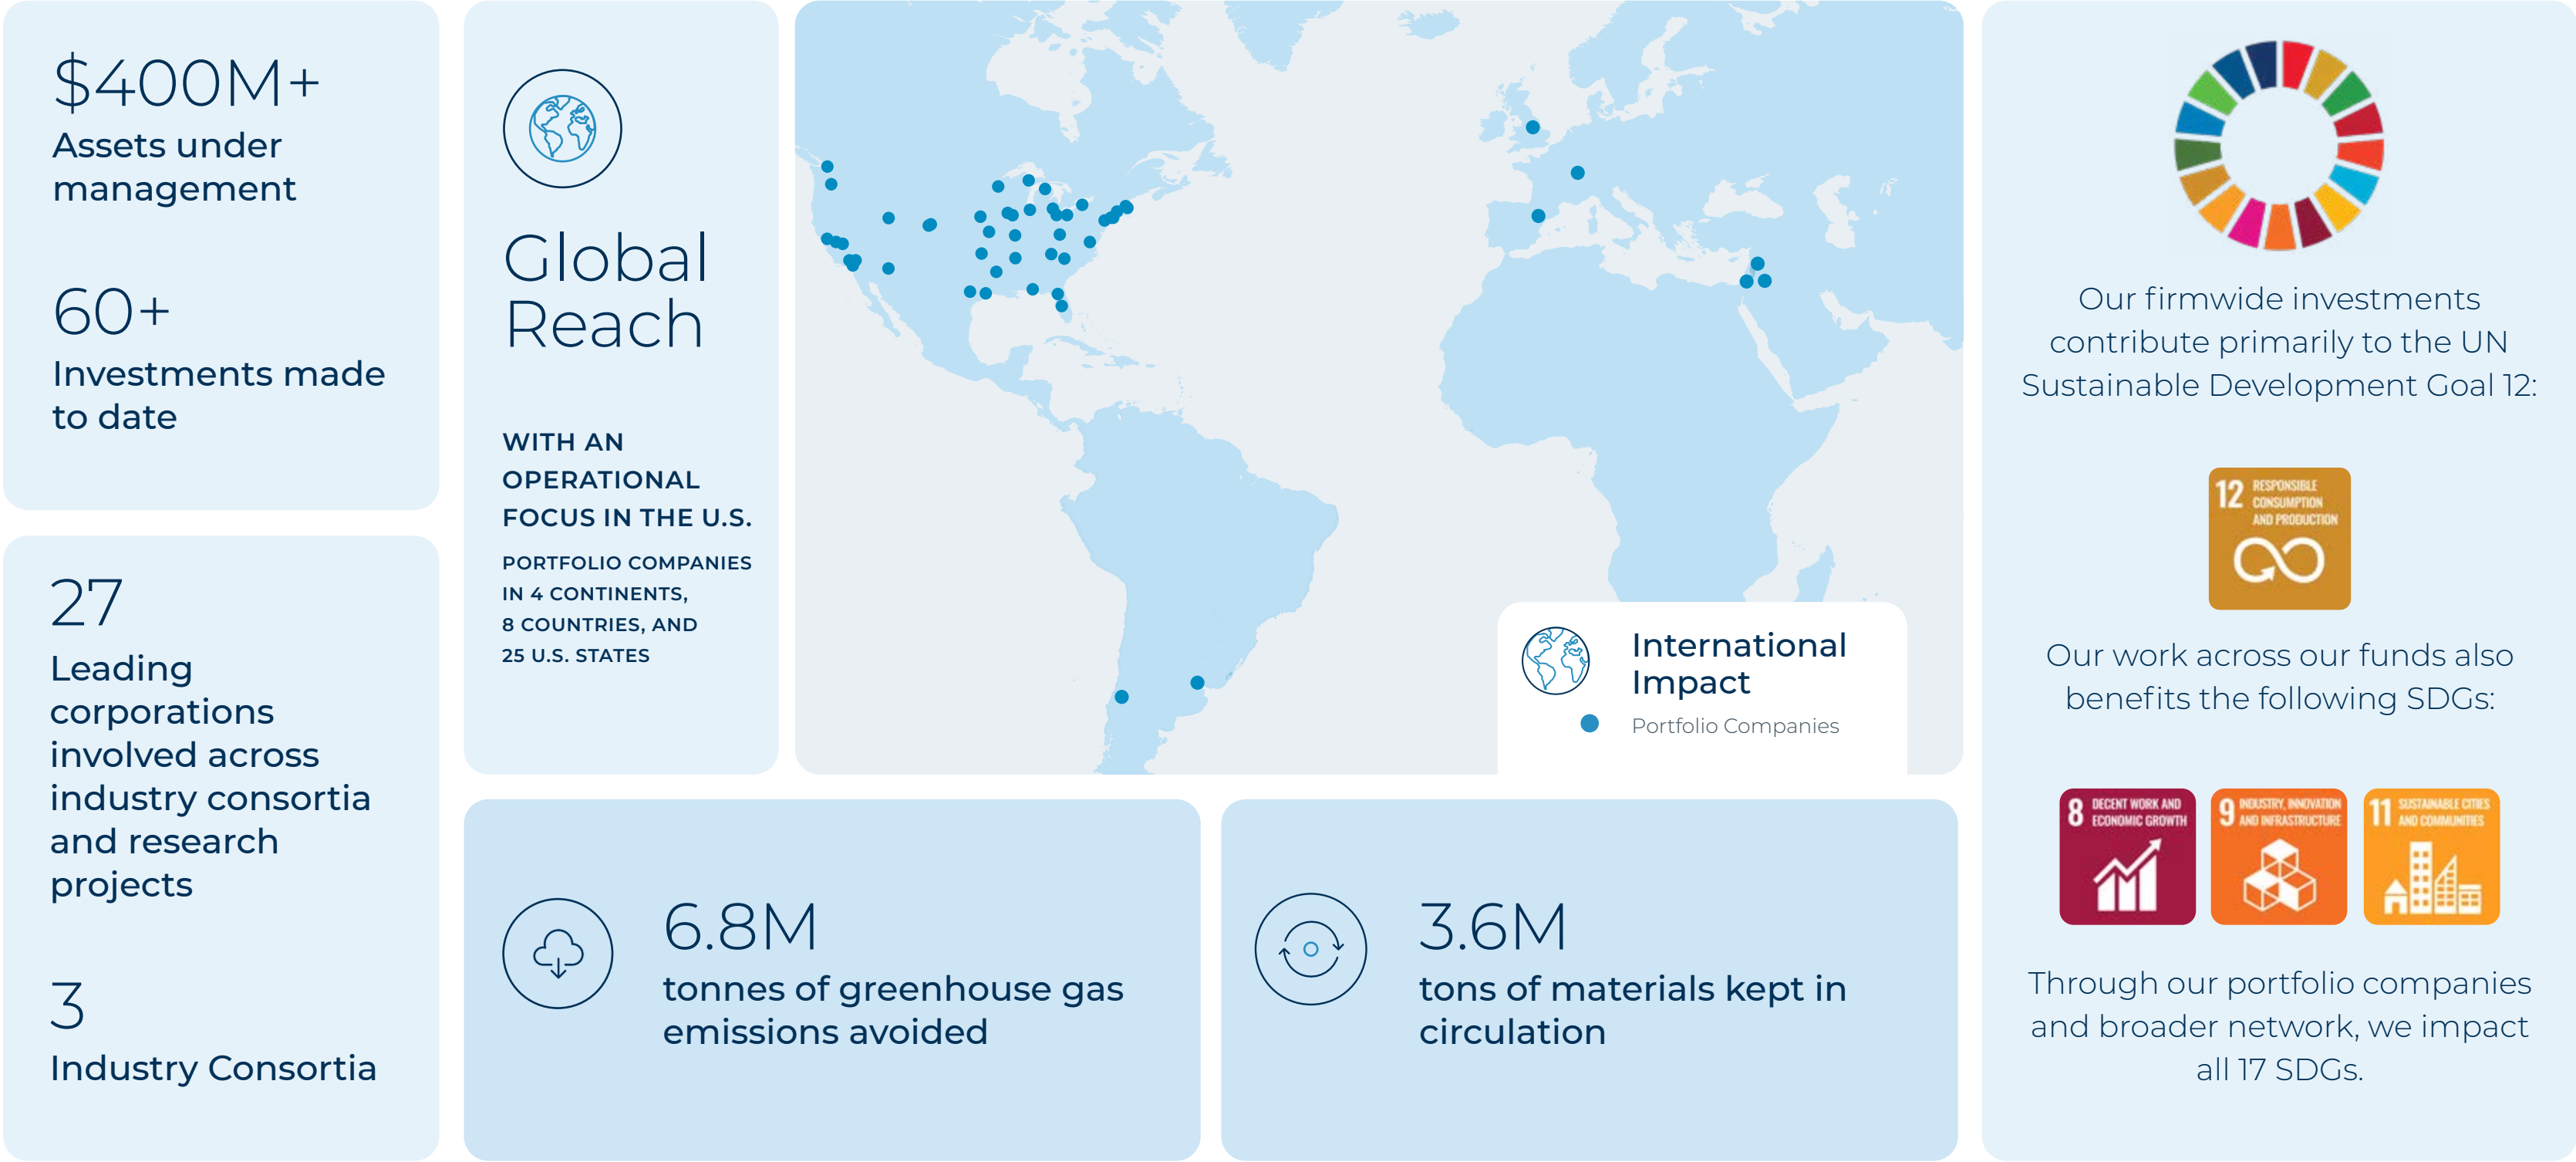 $400M+
Assets under
management
60+
Investments made
to date
27
Leading
corporations
involved across
industry consortia
and research
projects
3
Industry Consortia
Global
Reach
WITH AN
OPERATIONAL
FOCUS IN THE U.S.
PORTFOLIO COMPANIES
IN 4 CONTINENTS,
8 COUNTRIES, AND
25 U.S. STATES
International
Impact
Portfolio Companies
6.8M
tonnes of greenhouse gas
emissions avoided
3.6M
tons of materials kept in
circulation
Our firmwide investments
contribute primarily to the UN
Sustainable Development Goal 12:
12 RESPONSIBLE
CONSUMPTION
AND PRODUCTION
Our work across our funds also
benefits the following SDGs:
8 DECENT WORK AND
ECONOMIC GROWTH
9 INDUSTRY, INNOVATION
AND INFRASTRUCTURE
11 SUSTAINABLE CITIES
AND COMMUNITIES
Through our portfolio companies
and broader network, we impact
all 17 SDGs.